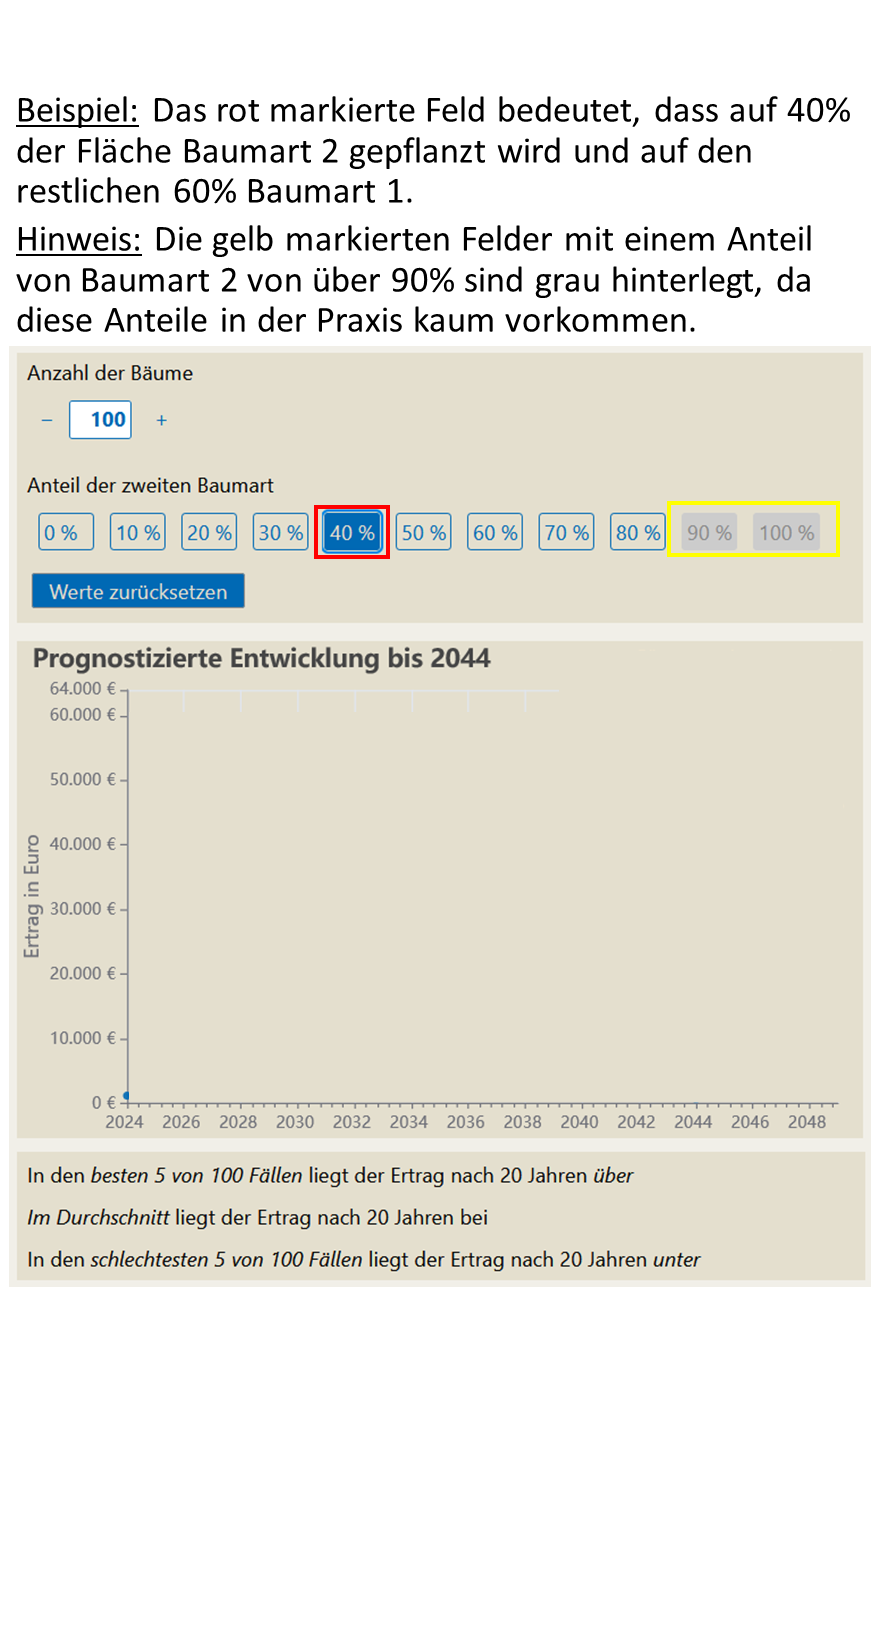 Beispiel: Das rot markierte Feld bedeutet, dass auf 40%
der Fläche Baumart 2 gepflanzt wird und auf den
restlichen 60% Baumart 1.
Hinweis: Die gelb markierten Felder mit einem Anteil
von Baumart 2 von über 90% sind grau hinterlegt, da
diese Anteile in der Praxis kaum vorkommen.
Anzahl der Bäume
− 100 +
Anteil der zweiten Baumart
0 % 10 % 20 % 30 % 40 % 50 % 60 % 70 % 80 % 90 % 100 %
Werte zurücksetzen
Prognostizierte Entwicklung bis 2044
64.000 €
60.000 €
50.000 €
40.000 €
30.000 €
20.000 €
10.000 €
0 €
Ertrag in Euro
2024 2026 2028 2030 2032 2034 2036 2038 2040 2042 2044 2046 2048
In den besten 5 von 100 Fällen liegt der Ertrag nach 20 Jahren über
Im Durchschnitt liegt der Ertrag nach 20 Jahren bei
In den schlechtesten 5 von 100 Fällen liegt der Ertrag nach 20 Jahren unter